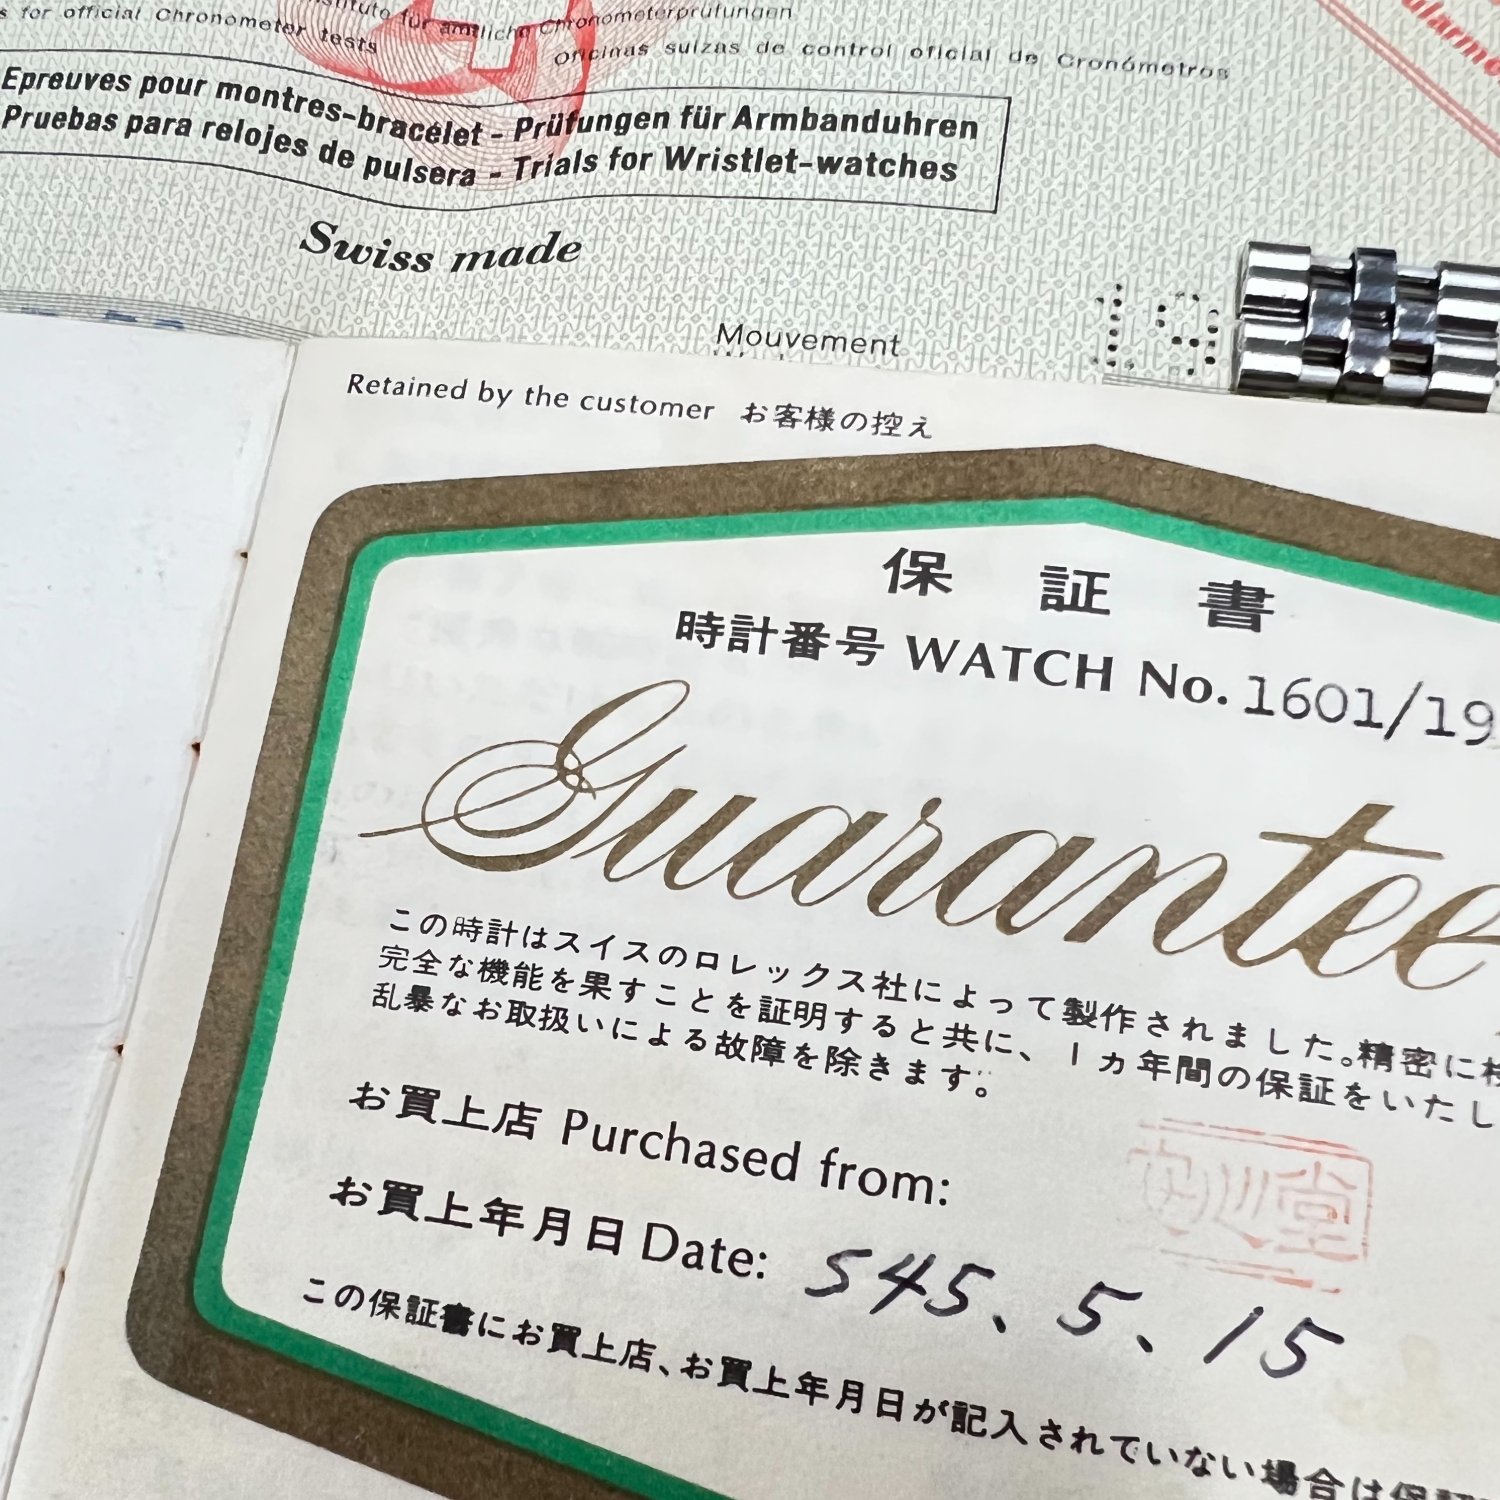 for official Chronometer tests
für amtliche Chronometerprüfungen
Oficinas suizas de control oficial de Cronómetros
Epreuves pour montres-bracelet - Prüfungen für Armbanduhren
Pruebas para relojes de pulsera - Trials for Wristlet-watches
Swiss made
Mouvement
19
Retained by the customer お客様の控え
保証書
時計番号 WATCH No. 1601/19
Guarantee
この時計はスイスのロレックス社によって製作されました。精密に
完全な機能を果すことを証明すると共に、1ヵ年間の保証をいたし
乱暴なお取扱いによる故障を除きます。
お買上店 Purchased from:
お買上年月日 Date: S45、5、15
この保証書にお買上店、お買上年月日が記入されていない場合は保証